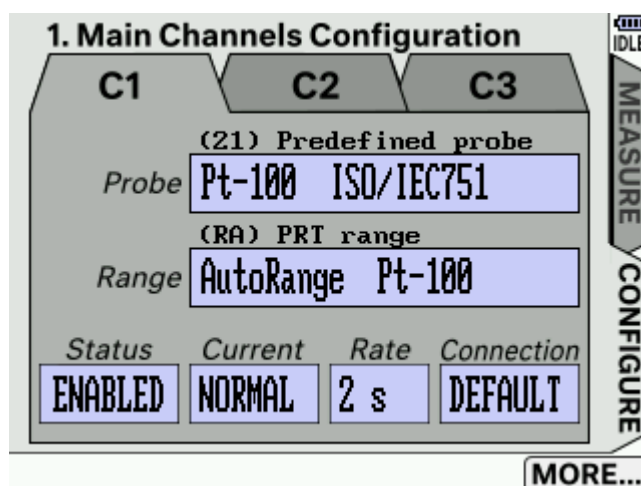 1. Main Channels Configuration
IDLE
C1 C2 C3
(21) Predefined probe
Probe Pt-100 ISO/IEC751
(RA) PRT range
Range AutoRange Pt-100
Status Current Rate Connection
ENABLED NORMAL 2 s DEFAULT
MEASURE
CONFIGURE
MORE...